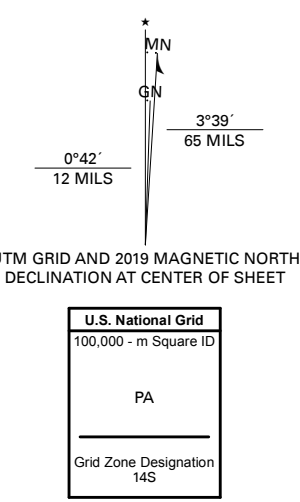 ★
MN
GN
3°39´
65 MILS
0°42´
12 MILS
UTM GRID AND 2019 MAGNETIC NORTH
DECLINATION AT CENTER OF SHEET
U.S. National Grid
100,000 - m Square ID
PA
Grid Zone Designation
14S